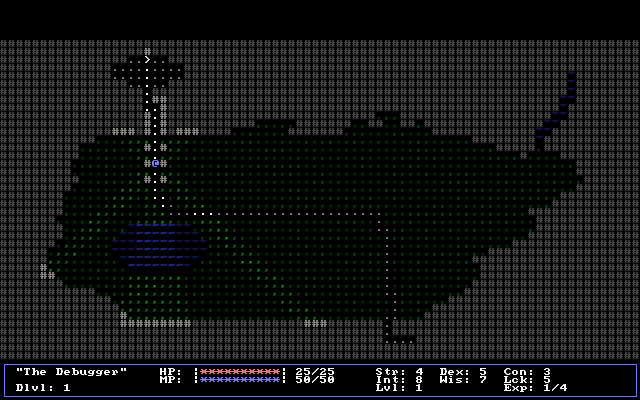 "The Debugger" HP: [**********] 25/25 Str: 4 Dex: 5 Con: 3
MP: [**********] 50/50 Int: 8 Wis: 7 Lck: 5
Dlvl: 1 Lvl: 1 Exp: 1/4